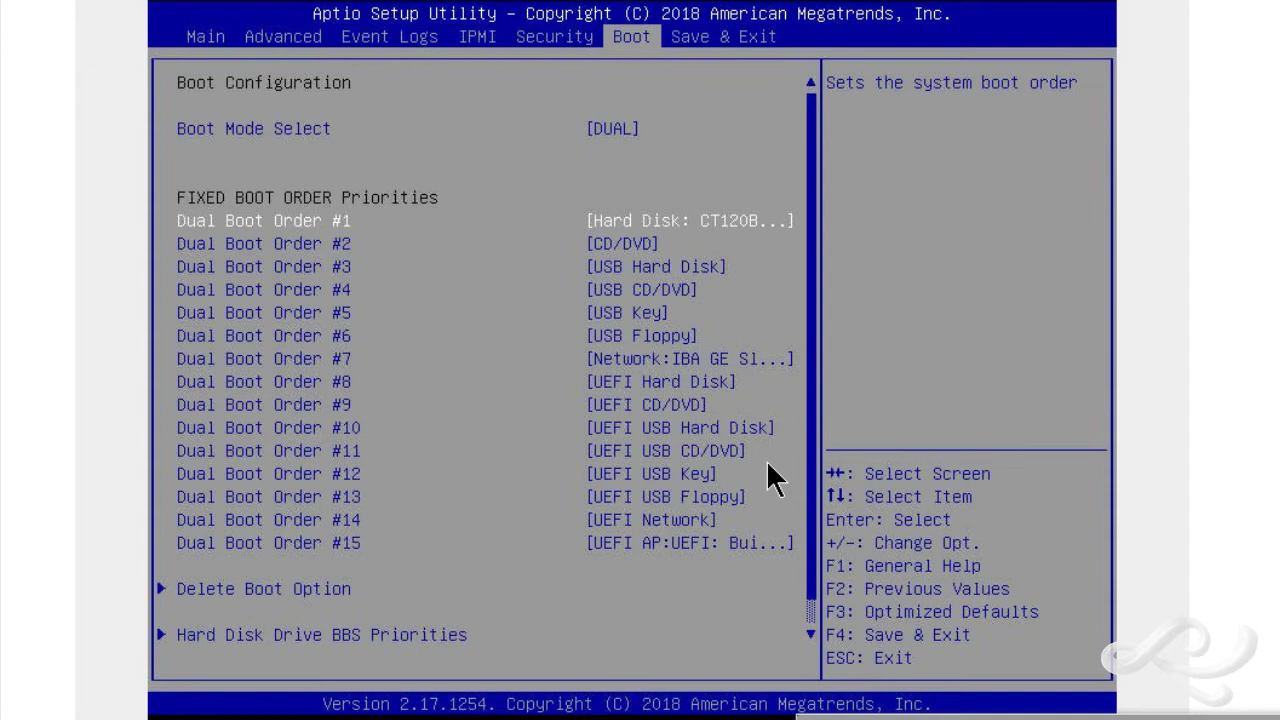 Aptio Setup Utility – Copyright (C) 2018 American Megatrends, Inc.
Main Advanced Event Logs IPMI Security Boot Save & Exit
Boot Configuration
Boot Mode Select [DUAL]
FIXED BOOT ORDER Priorities
Dual Boot Order #1 [Hard Disk: CT120B...]
Dual Boot Order #2 [CD/DVD]
Dual Boot Order #3 [USB Hard Disk]
Dual Boot Order #4 [USB CD/DVD]
Dual Boot Order #5 [USB Key]
Dual Boot Order #6 [USB Floppy]
Dual Boot Order #7 [Network:IBA GE Sl...]
Dual Boot Order #8 [UEFI Hard Disk]
Dual Boot Order #9 [UEFI CD/DVD]
Dual Boot Order #10 [UEFI USB Hard Disk]
Dual Boot Order #11 [UEFI USB CD/DVD]
Dual Boot Order #12 [UEFI USB Key]
Dual Boot Order #13 [UEFI USB Floppy]
Dual Boot Order #14 [UEFI Network]
Dual Boot Order #15 [UEFI AP:UEFI: Bui...]
Delete Boot Option
Hard Disk Drive BBS Priorities
Sets the system boot order
→←: Select Screen
↑↓: Select Item
Enter: Select
+/-: Change Opt.
F1: General Help
F2: Previous Values
F3: Optimized Defaults
F4: Save & Exit
ESC: Exit
Version 2.17.1254. Copyright (C) 2018 American Megatrends, Inc.